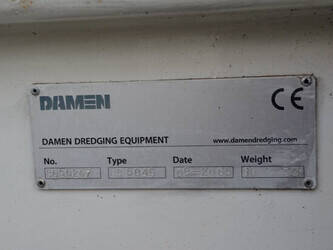 DAMEN
CE
DAMEN DREDGING EQUIPMENT www.damendredging.com
No. Type Date Weight